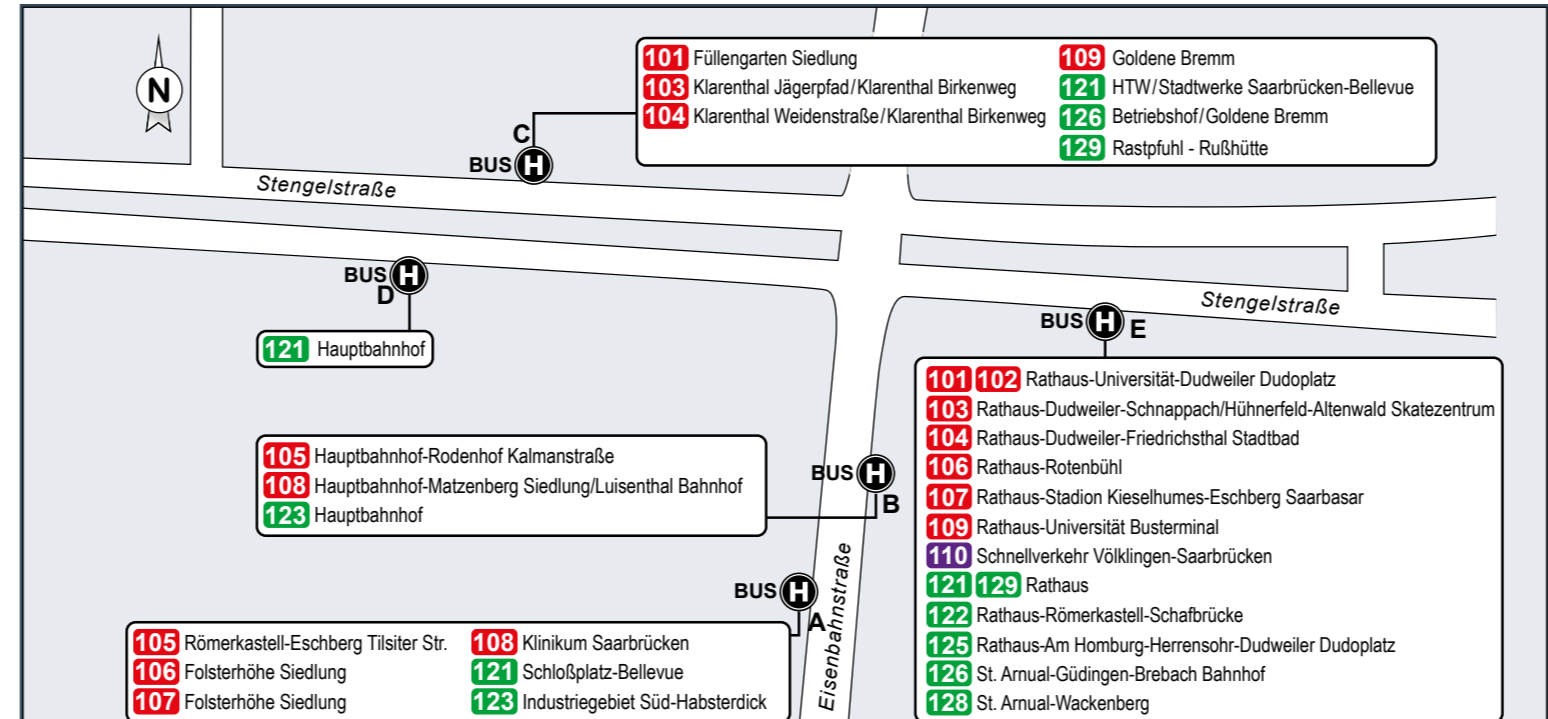 N
C
BUS H
101 Füllengarten Siedlung
103 Klarenthal Jägerpfad/Klarenthal Birkenweg
104 Klarenthal Weidenstraße/Klarenthal Birkenweg
109 Goldene Bremm
121 HTW/Stadtwerke Saarbrücken-Bellevue
126 Betriebshof/Goldene Bremm
129 Rastpfuhl - Rußhütte
Stengelstraße
BUS H
D
121 Hauptbahnhof
Stengelstraße
BUS H E
101 102 Rathaus-Universität-Dudweiler Dudoplatz
103 Rathaus-Dudweiler-Schnappach/Hühnerfeld-Altenwald Skatezentrum
104 Rathaus-Dudweiler-Friedrichsthal Stadtbad
106 Rathaus-Rotenbühl
107 Rathaus-Stadion Kieselhumes-Eschberg Saarbasar
109 Rathaus-Universität Busterminal
110 Schnellverkehr Völklingen-Saarbrücken
121 129 Rathaus
122 Rathaus-Römerkastell-Schafbrücke
125 Rathaus-Am Homburg-Herrensohr-Dudweiler Dudoplatz
126 St. Arnual-Güdingen-Brebach Bahnhof
128 St. Arnual-Wackenberg
105 Hauptbahnhof-Rodenhof Kalmanstraße
108 Hauptbahnhof-Matzenberg Siedlung/Luisenthal Bahnhof
123 Hauptbahnhof
BUS H
B
BUS H
A
Eisenbahnstraße
105 Römerkastell-Eschberg Tilsiter Str.
106 Folsterhöhe Siedlung
107 Folsterhöhe Siedlung
108 Klinikum Saarbrücken
121 Schloßplatz-Bellevue
123 Industriegebiet Süd-Habsterdick